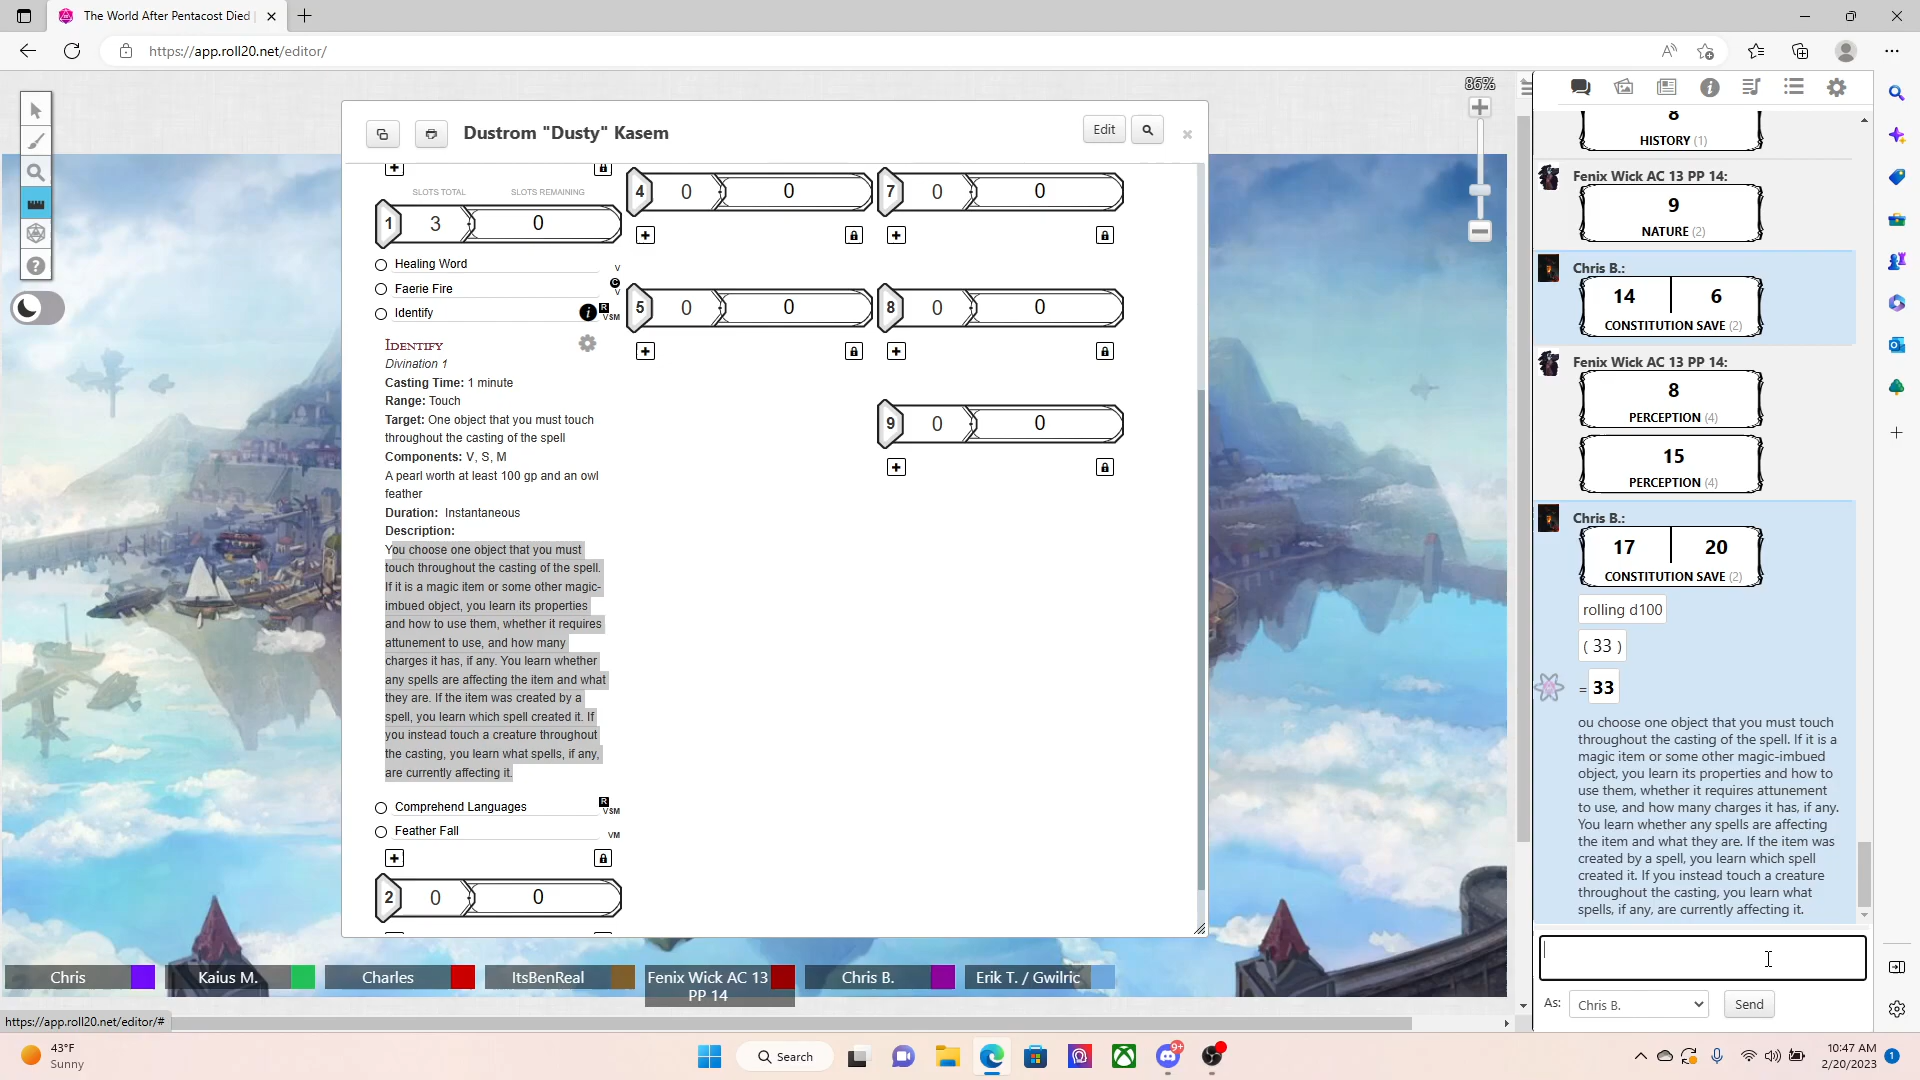 The World After Pentacost Died |
https://app.roll20.net/editor/
86%
Dustrom "Dusty" Kasem
Edit
SLOTS TOTAL SLOTS REMAINING
1 3 0
4 0 0
7 0 0
Healing Word V
Faerie Fire C V
Identify i R VSM
5 0 0
8 0 0
9 0 0
IDENTIFY
Divination 1
Casting Time: 1 minute
Range: Touch
Target: One object that you must touch
throughout the casting of the spell
Components: V, S, M
A pearl worth at least 100 gp and an owl
feather
Duration: Instantaneous
Description:
You choose one object that you must
touch throughout the casting of the spell.
If it is a magic item or some other magic-
imbued object, you learn its properties
and how to use them, whether it requires
attunement to use, and how many
charges it has, if any. You learn whether
any spells are affecting the item and what
they are. If the item was created by a
spell, you learn which spell created it. If
you instead touch a creature throughout
the casting, you learn what spells, if any,
are currently affecting it.
Comprehend Languages R VSM
Feather Fall VM
2 0 0
8
HISTORY (1)
Fenix Wick AC 13 PP 14:
9
NATURE (2)
Chris B.:
14 6
CONSTITUTION SAVE (2)
Fenix Wick AC 13 PP 14:
8
PERCEPTION (4)
15
PERCEPTION (4)
Chris B.:
17 20
CONSTITUTION SAVE (2)
rolling d100
( 33 )
= 33
ou choose one object that you must touch
throughout the casting of the spell. If it is a
magic item or some other magic-imbued
object, you learn its properties and how to
use them, whether it requires attunement
to use, and how many charges it has, if any.
You learn whether any spells are affecting
the item and what they are. If the item was
created by a spell, you learn which spell
created it. If you instead touch a creature
throughout the casting, you learn what
spells, if any, are currently affecting it.
As: Chris B. Send
Chris
Kaius M.
Charles
ItsBenReal
Fenix Wick AC 13
PP 14
Chris B.
Erik T. / Gwilric
https://app.roll20.net/editor/#
43°F
Sunny
Search
9+
10:47 AM
2/20/2023
1